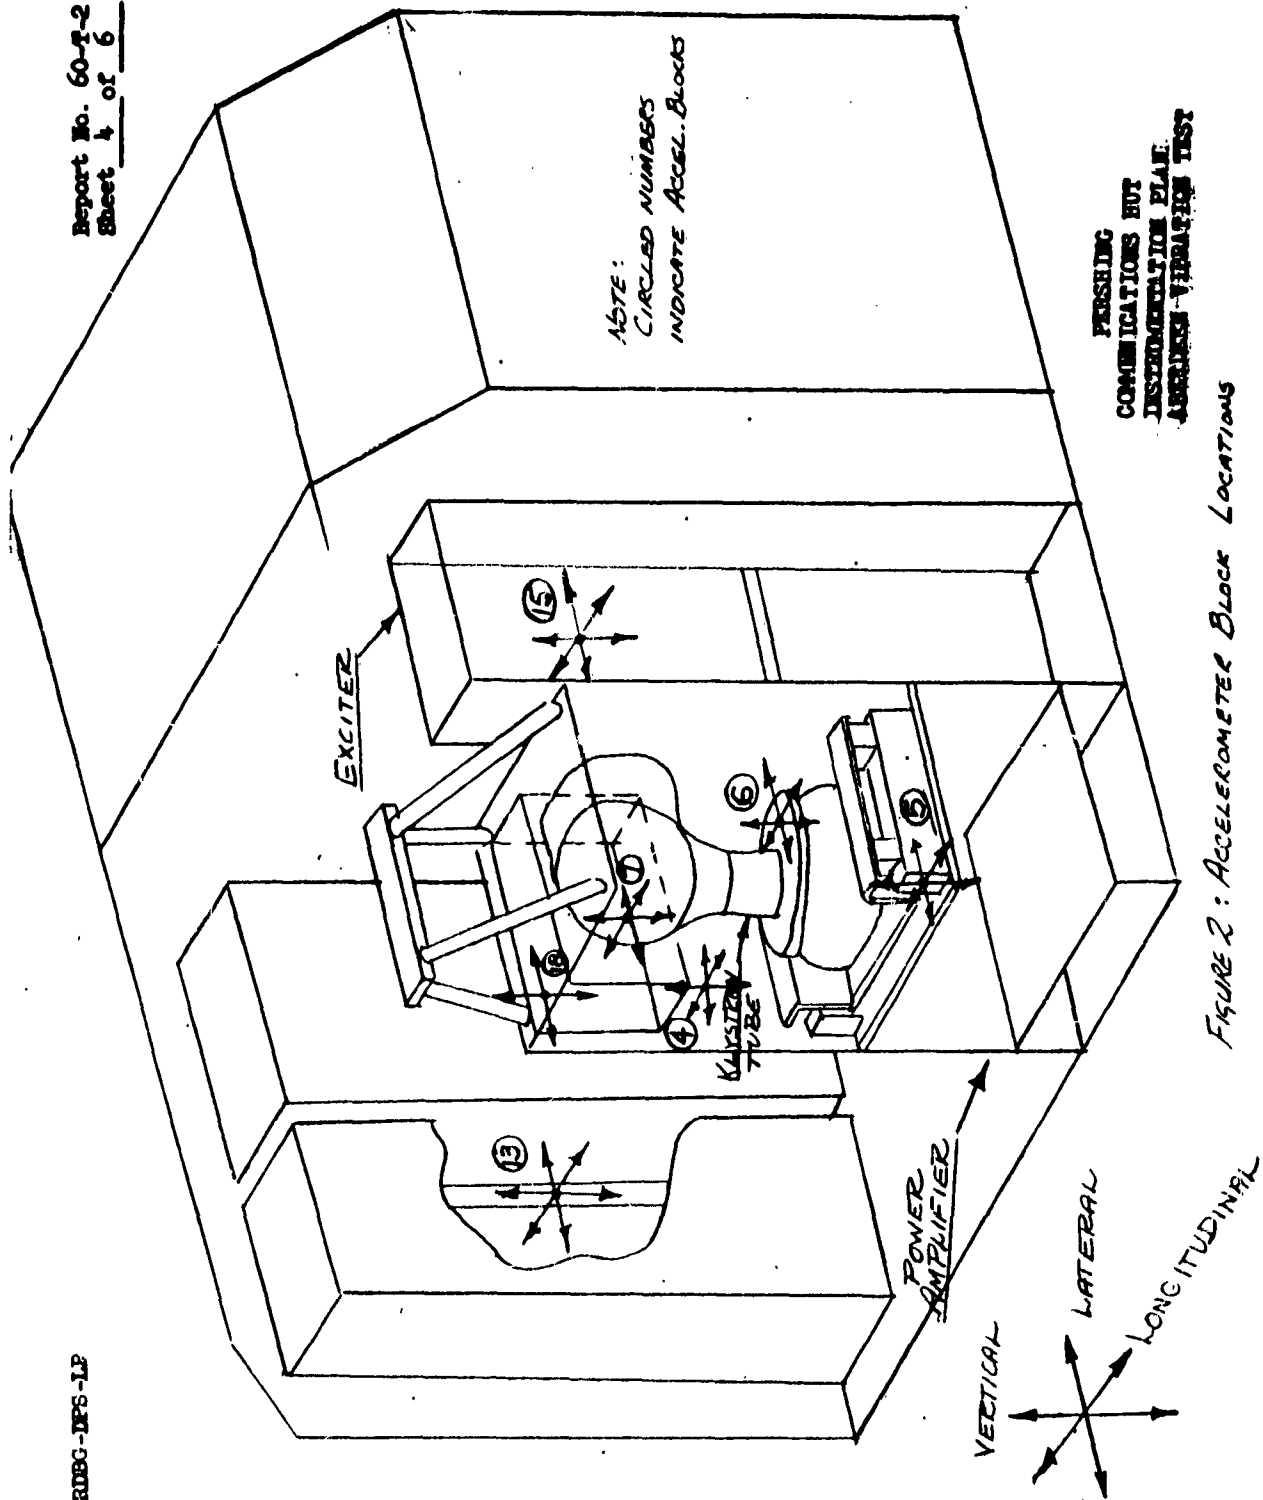 RDBG-DPS-LP
Report No. 60-T-2
Sheet 4 of 6
NOTE:
CIRCLED NUMBERS
INDICATE ACCEL. BLOCKS
EXCITER
15
6
5
7
18
4
KLYSTRON
TUBE
13
POWER
AMPLIFIER
VERTICAL
LATERAL
LONGITUDINAL
PERSHING
COMMUNICATIONS HUT
INSTRUMENTATION PLAN:
ABERDEEN VIBRATION TEST
FIGURE 2: ACCELEROMETER BLOCK LOCATIONS